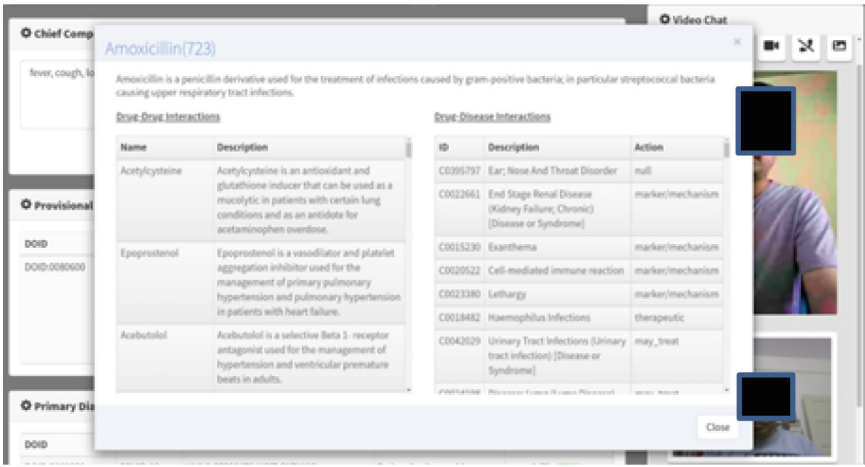 Chief Comp
Video Chat
Amoxicillin(723)
×
fever, cough, lo
Amoxicillin is a penicillin derivative used for the treatment of infections caused by gram-positive bacteria; in particular streptococcal bacteria
causing upper respiratory tract infections.
Drug-Drug Interactions
Name Description
Acetylcysteine Acetylcysteine is an antioxidant and
glutathione inducer that can be used as a
mucolytic in patients with certain lung
conditions and as an antidote for
acetaminophen overdose.
Epoprostenol Epoprostenol is a vasodilator and platelet
aggregation inhibitor used for the
management of primary pulmonary
hypertension and pulmonary hypertension
in patients with heart failure.
Acebutolol Acebutolol is a selective Beta 1- receptor
antagonist used for the management of
hypertension and ventricular premature
beats in adults.
Drug-Disease Interactions
ID Description Action
C0395797 Ear; Nose And Throat Disorder null
C0022661 End Stage Renal Disease marker/mechanism
(Kidney Failure; Chronic)
[Disease or Syndrome]
C0015230 Exanthema marker/mechanism
C0020522 Cell-mediated immune reaction marker/mechanism
C0023380 Lethargy marker/mechanism
C0018482 Haemophilus Infections therapeutic
C0042029 Urinary Tract Infections (Urinary may_treat
tract infection) [Disease or
Syndrome]
Provisional
DOID
DOID:0080600
Primary Dia
DOID
Close